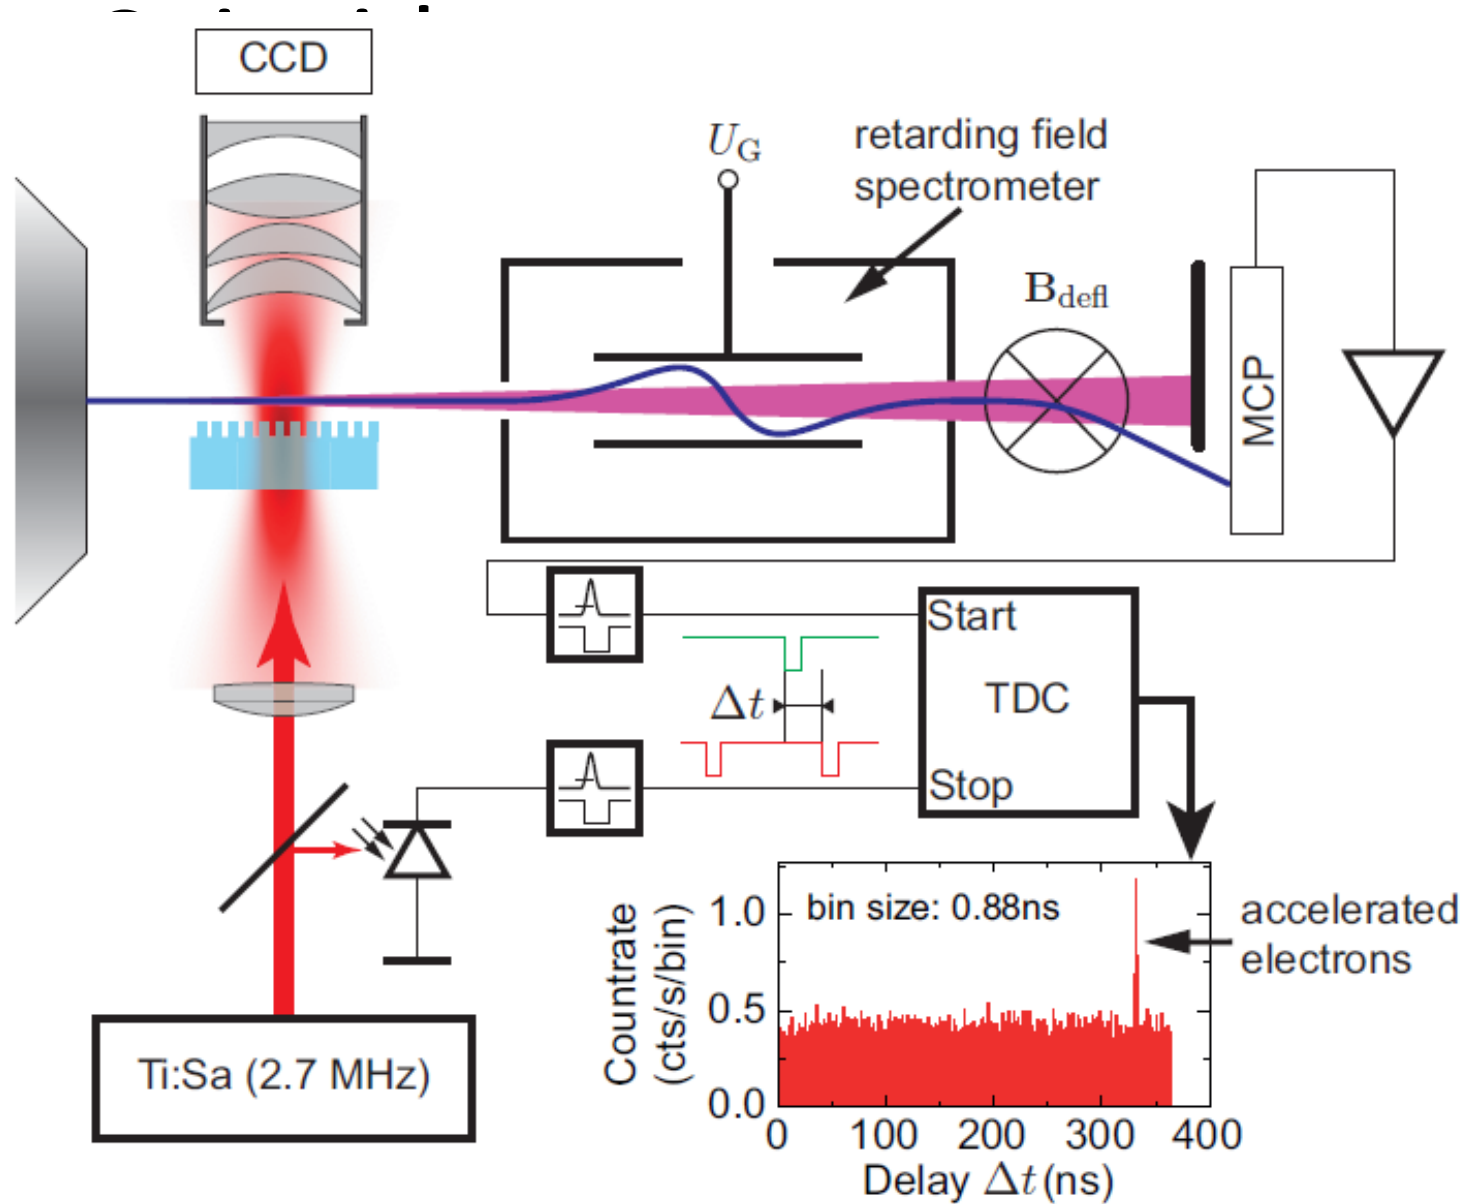 CCD
U_G
retarding field
spectrometer
B_defl
MCP
Start
Δt
TDC
Stop
Ti:Sa (2.7 MHz)
bin size: 0.88ns
accelerated
electrons
Countrate
(cts/s/bin)
1.0
0.5
0.0
0 100 200 300 400
Delay Δt (ns)